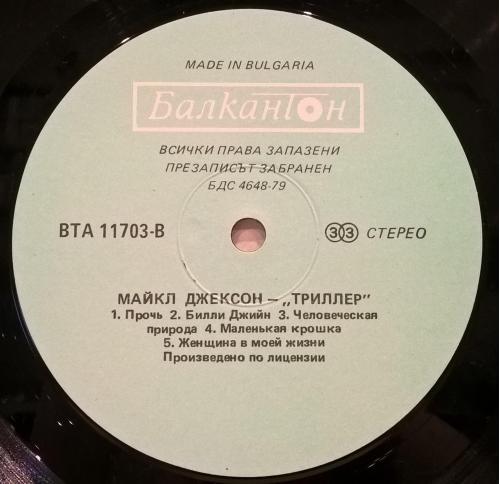 MADE IN BULGARIA
Балкантон
ВСИЧКИ ПРАВА ЗАПАЗЕНИ
ПРЕЗАПИСЪТ ЗАБРАНЕН
БДС 4648-79
ВТА 11703-В
33 СТЕРЕО
МАЙКЛ ДЖЕКСОН – „ТРИЛЛЕР"
1. Прочь 2. Билли Джийн 3. Человеческая
природа 4. Маленькая крошка
5. Женщина в моей жизни
Произведено по лицензии